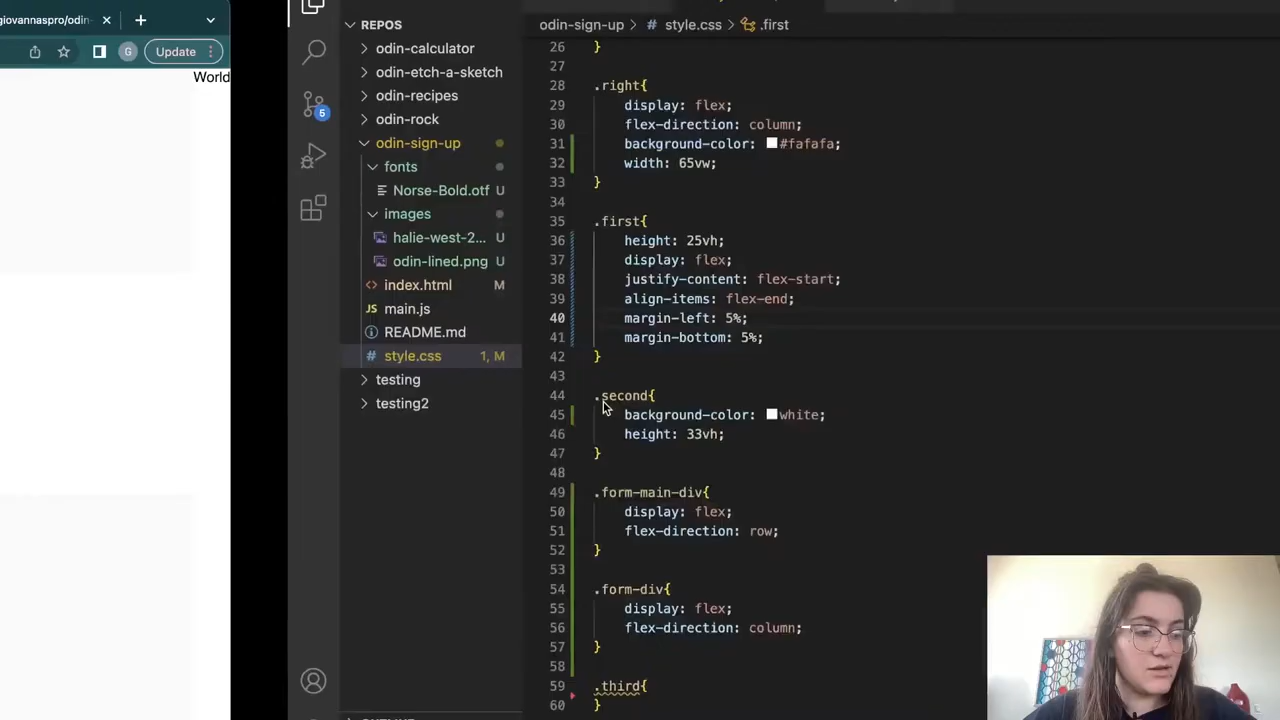 giovannaspro/odin-
Update
World
REPOS
odin-calculator
odin-etch-a-sketch
odin-recipes
odin-rock
odin-sign-up
fonts
Norse-Bold.otf U
images
halie-west-2... U
odin-lined.png U
index.html M
JS main.js
README.md
# style.css 1, M
testing
testing2
5
G
odin-sign-up > # style.css > .first
26 }
27
28 .right{
29 display: flex;
30 flex-direction: column;
31 background-color: #fafafa;
32 width: 65vw;
33 }
34
35 .first{
36 height: 25vh;
37 display: flex;
38 justify-content: flex-start;
39 align-items: flex-end;
40 margin-left: 5%;
41 margin-bottom: 5%;
42 }
43
44 .second{
45 background-color: white;
46 height: 33vh;
47 }
48
49 .form-main-div{
50 display: flex;
51 flex-direction: row;
52 }
53
54 .form-div{
55 display: flex;
56 flex-direction: column;
57 }
58
59 .third{
60 }